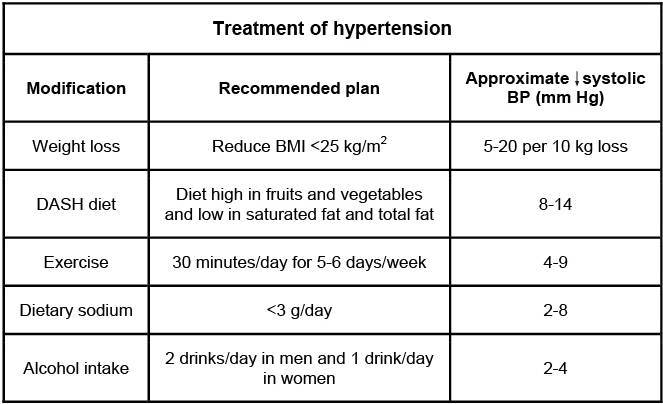 Treatment of hypertension
Modification
Recommended plan
Approximate ↓systolic
BP (mm Hg)
Weight loss
Reduce BMI <25 kg/m²
5-20 per 10 kg loss
DASH diet
Diet high in fruits and vegetables
and low in saturated fat and total fat
8-14
Exercise
30 minutes/day for 5-6 days/week
4-9
Dietary sodium
<3 g/day
2-8
Alcohol intake
2 drinks/day in men and 1 drink/day
in women
2-4